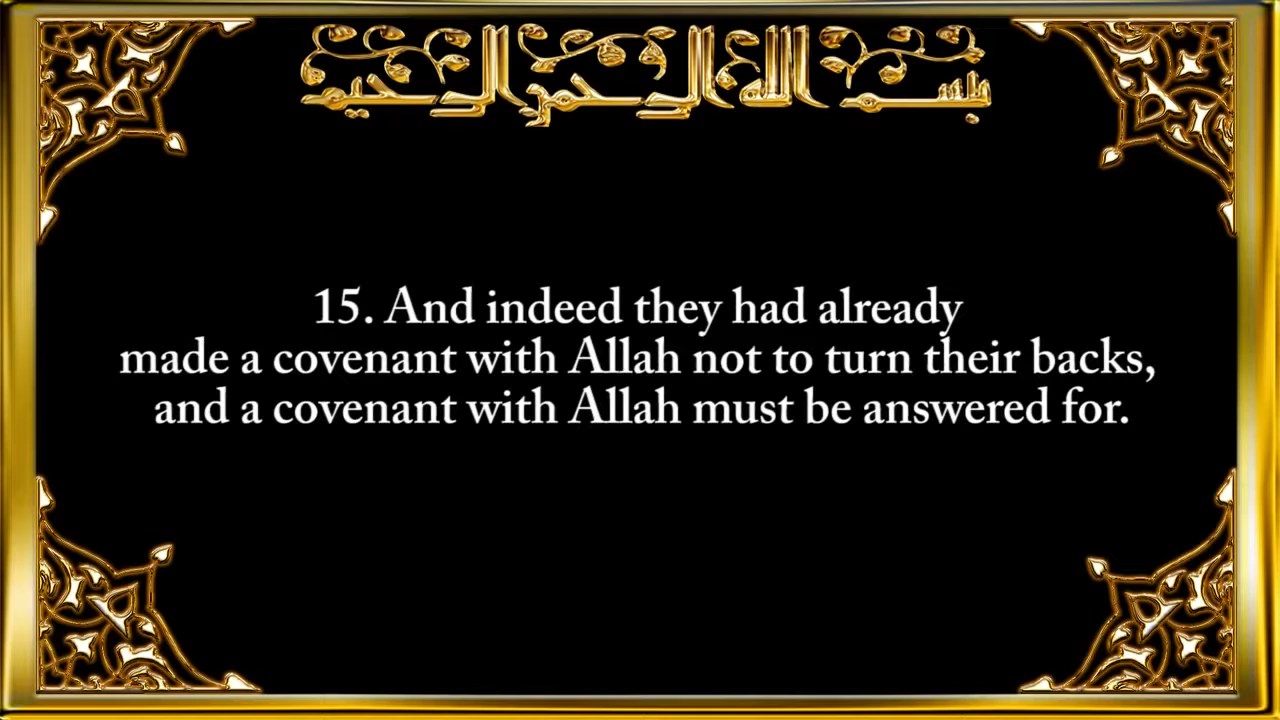 بسم الله الرحمن الرحيم
15. And indeed they had already
made a covenant with Allah not to turn their backs,
and a covenant with Allah must be answered for.